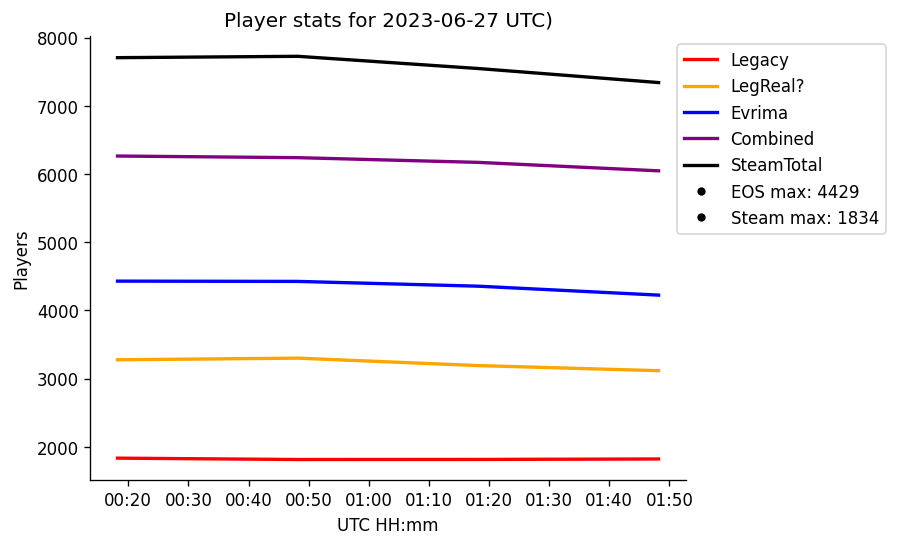 Player stats for 2023-06-27 UTC)
8000
7000
6000
5000
4000
3000
2000
Players
00:20 00:30 00:40 00:50 01:00 01:10 01:20 01:30 01:40 01:50
UTC HH:mm
Legacy
LegReal?
Evrima
Combined
SteamTotal
EOS max: 4429
Steam max: 1834